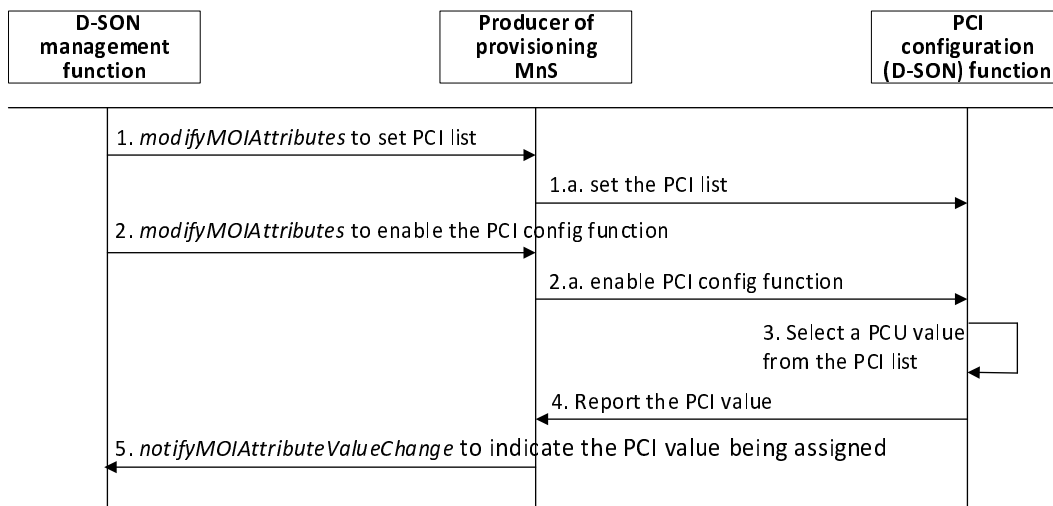 D-SON
management
function
Producer of
provisioning
MnS
PCI
configuration
(D-SON) function
1. modifyMOIAttributes to set PCI list
1.a. set the PCI list
2. modifyMOIAttributes to enable the PCI config function
2.a. enable PCI config function
3. Select a PCU value
from the PCI list
4. Report the PCI value
5. notifyMOIAttributeValueChange to indicate the PCI value being assigned